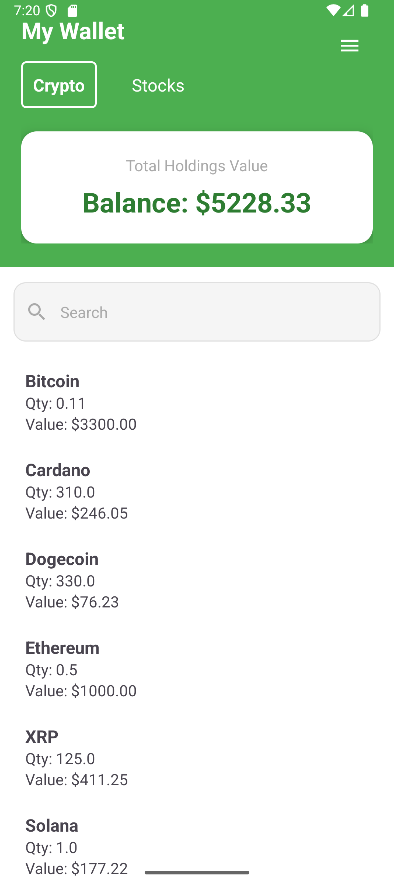 7:20
My Wallet
Crypto
Stocks
Total Holdings Value
Balance: $5228.33
Search
Bitcoin
Qty: 0.11
Value: $3300.00
Cardano
Qty: 310.0
Value: $246.05
Dogecoin
Qty: 330.0
Value: $76.23
Ethereum
Qty: 0.5
Value: $1000.00
XRP
Qty: 125.0
Value: $411.25
Solana
Qty: 1.0
Value: $177.22